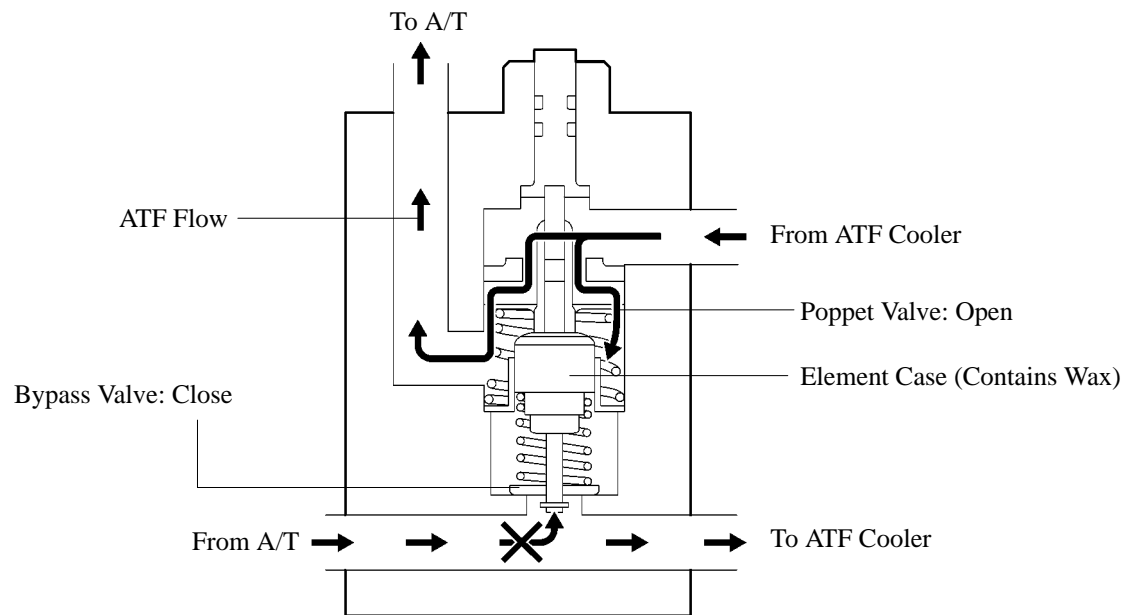 To A/T
ATF Flow
From ATF Cooler
Poppet Valve: Open
Element Case (Contains Wax)
Bypass Valve: Close
From A/T
To ATF Cooler